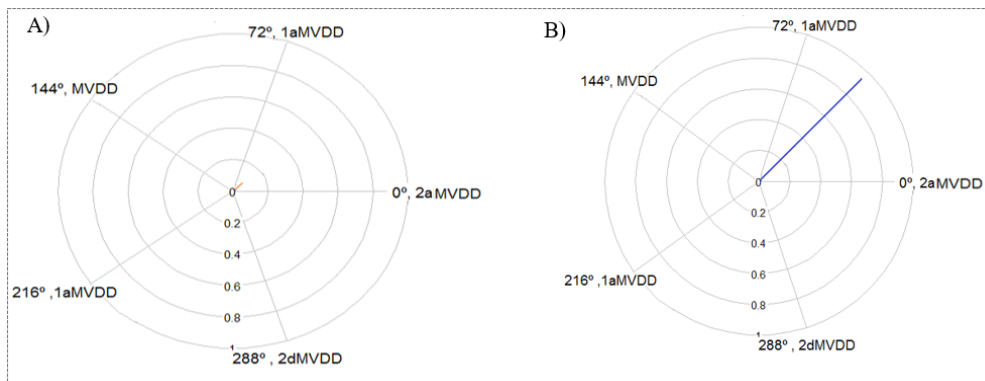 A)
72º, 1aMVDD
144º, MVDD
0
0º, 2aMVDD
0.2
0.4
0.6
216º ,1aMVDD
0.8
1
288º , 2dMVDD
B)
72º, 1aMVDD
144º, MVDD
0
0º, 2aMVDD
0.2
0.4
0.6
216º ,1aMVDD
0.8
1
288º , 2dMVDD